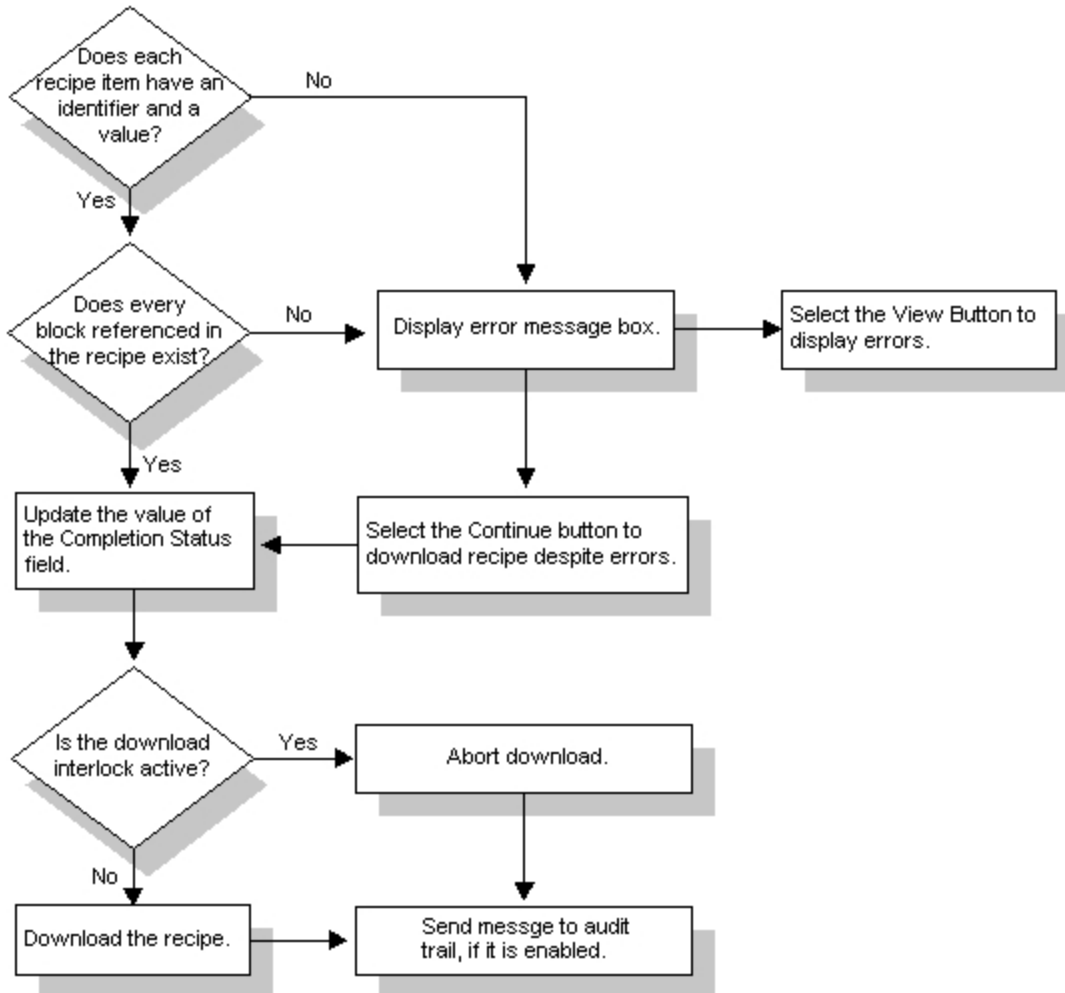 Does each
recipe item have an
identifier and a
value?
No
Yes
Does every
block referenced in
the recipe exist?
No
Display error message box.
Select the View Button to
display errors.
Yes
Update the value of
the Completion Status
field.
Select the Continue button to
download recipe despite errors.
Is the download
interlock active?
Yes
Abort download.
No
Download the recipe.
Send messge to audit
trail, if it is enabled.